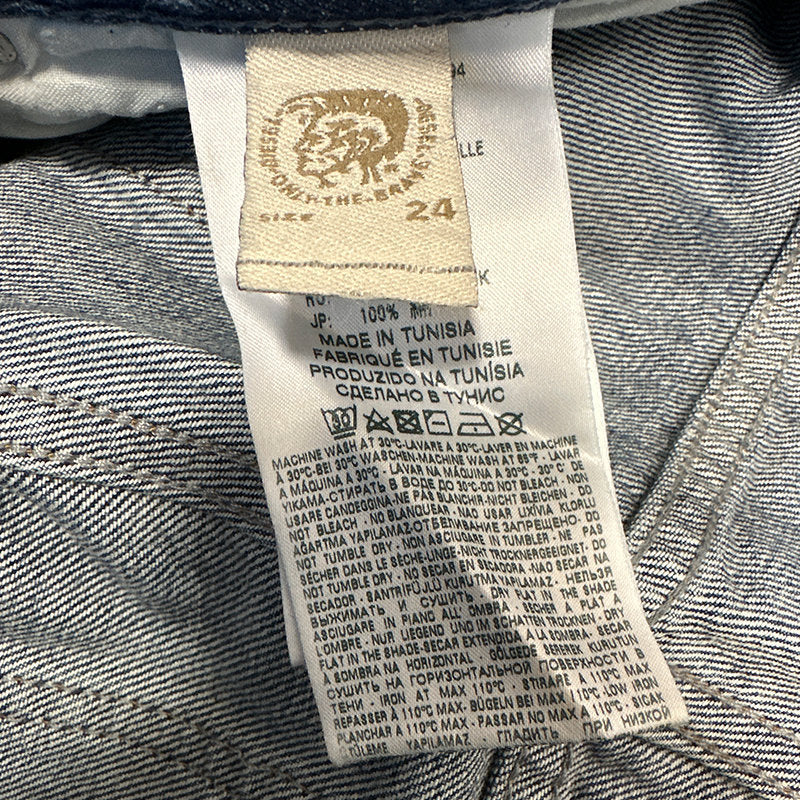 94
DIESEL
ONLY-THE-BRAVE
DIESEL
SIZE 24
LLE
K
RU:
JP: 100% 綿
MADE IN TUNISIA
FABRIQUÉ EN TUNISIE
PRODUZIDO NA TUNÍSIA
СДЕЛАНО В ТУНИС
30
MACHINE WASH AT 30°C-LAVARE A 30°C-LAVER EN MACHINE
À 30°C-BEI 30°C WASCHEN-MACHINE WASH AT 86°F- LAVAR
A MÁQUINA A 30°C - LAVAR NA MÁQUINA A 30°C - 30° C' DE
YIKAMA-СТИРАТЬ В ВОДЕ ДО 30°C-DO NOT BLEACH - NON
USARE CANDEGGINA-NE PAS BLANCHIR-NICHT BLEICHEN - DO
NOT BLEACH - NO BLANQUEAR - NÃO USAR LIXÍVIA KLORLU
AĞARTMA YAPILAMAZ-ОТБЕЛИВАНИЕ ЗАПРЕЩЕНО- DO
NOT TUMBLE DRY - NON ASCIUGARE IN TUMBLER - NE PAS
SÉCHER DANS LE SÈCHE-LINGE-NICHT TROCKNERGEEIGNET- DO
NOT TUMBLE DRY - NO SECAR EN SECADORA -NÃO SECAR NA
SECADOR - SANTRIFÜJLÜ KURUTMA YAPILAMAZ - НЕЛЬЗЯ
ВЫЖИМАТЬ И СУШИТЬ - DRY FLAT IN THE SHADE
ASCIUGARE IN PIANO ALL OMBRA - SÉCHER A PLAT À
L'OMBRE - NUR LIEGEND UND IM SCHATTEN TROCKNEN, DRY
FLAT IN THE SHADE-SECAR EXTENDIDA A LA SOMBRA- SECAR
À SOMBRA NA HORIZONTAL GÖLGEDE SEREREK KURUTUN
СУШИТЬ НА ГОРИЗОНТАЛЬНОЙ ПОВЕРХНОСТИ В
ТЕНИ - IRON AT MAX 110°C - STIRARE A 110°C MAX
REPASSER À 110°C MAX- BÜGELN BEI MAX 110°C-LOW IRON
PLANCHAR A 110°C MAX - PASSAR NO MAX A 110°C - SICAK
ÜTÜLEME YAPILAMAZ ГЛАДИТЬ ПРИ НИЗКОЙ